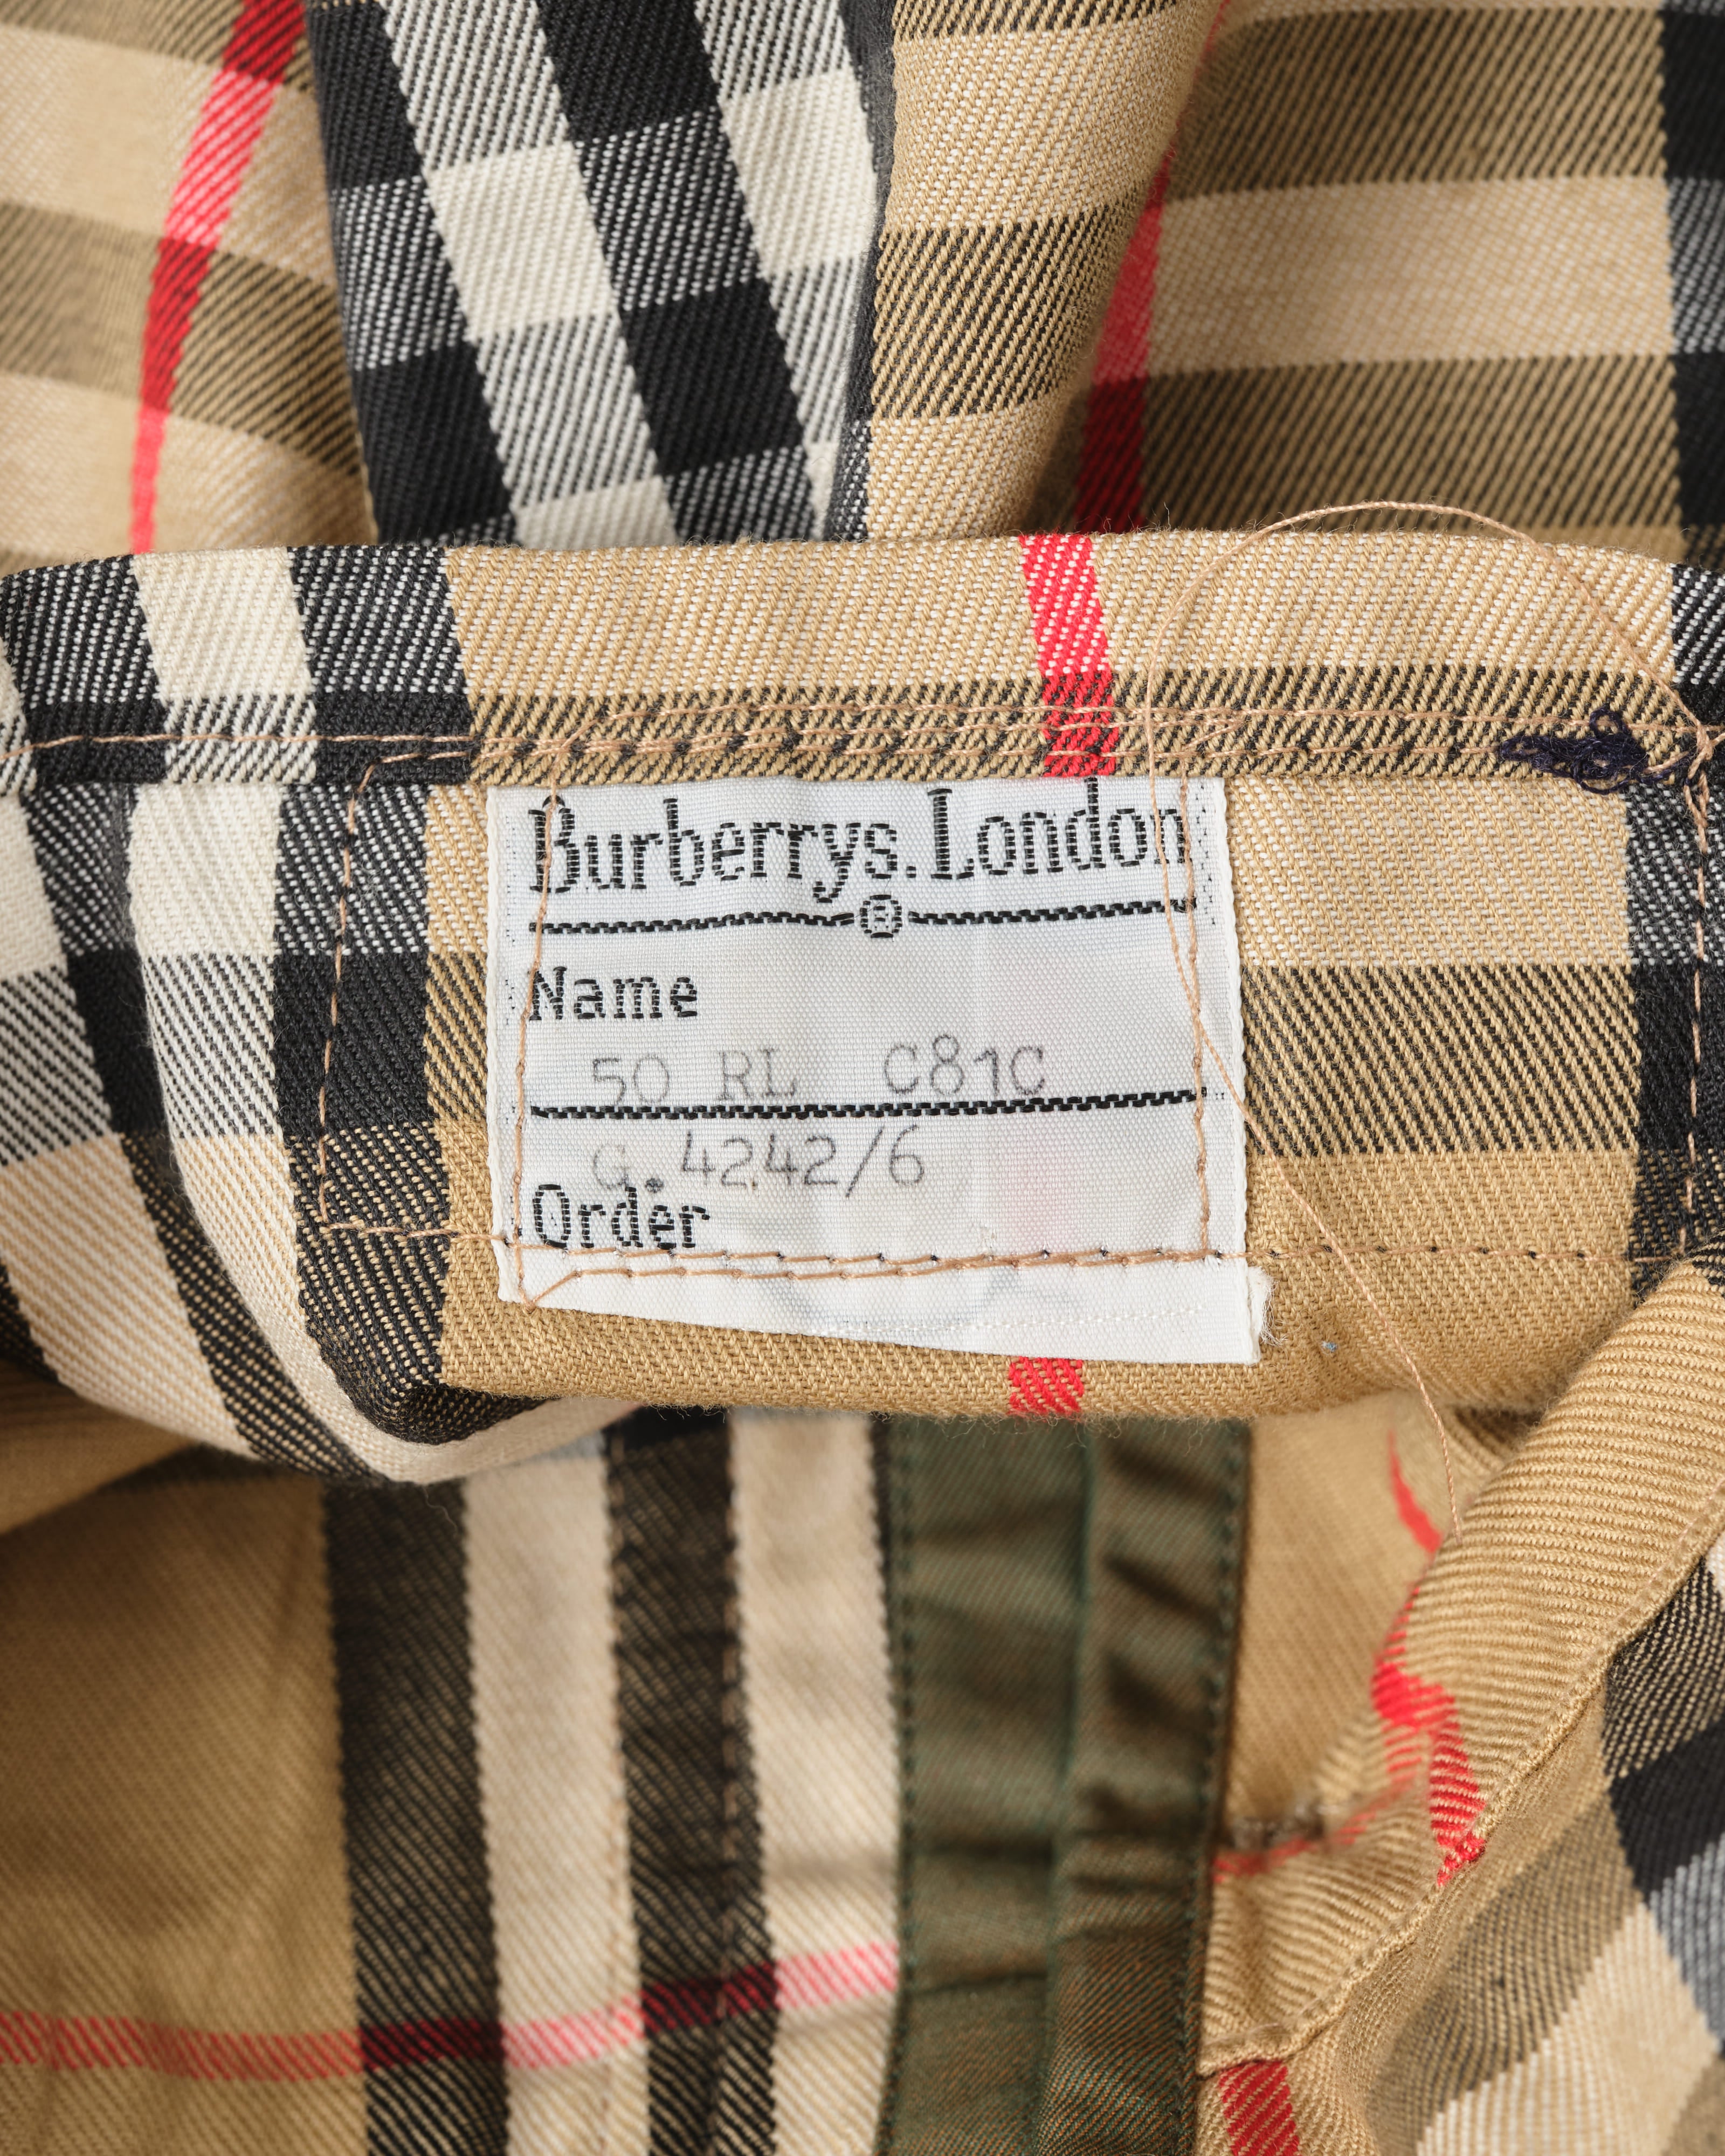 Burberrys.London
®
Name
50 RL C81C
G.4242/6
Order